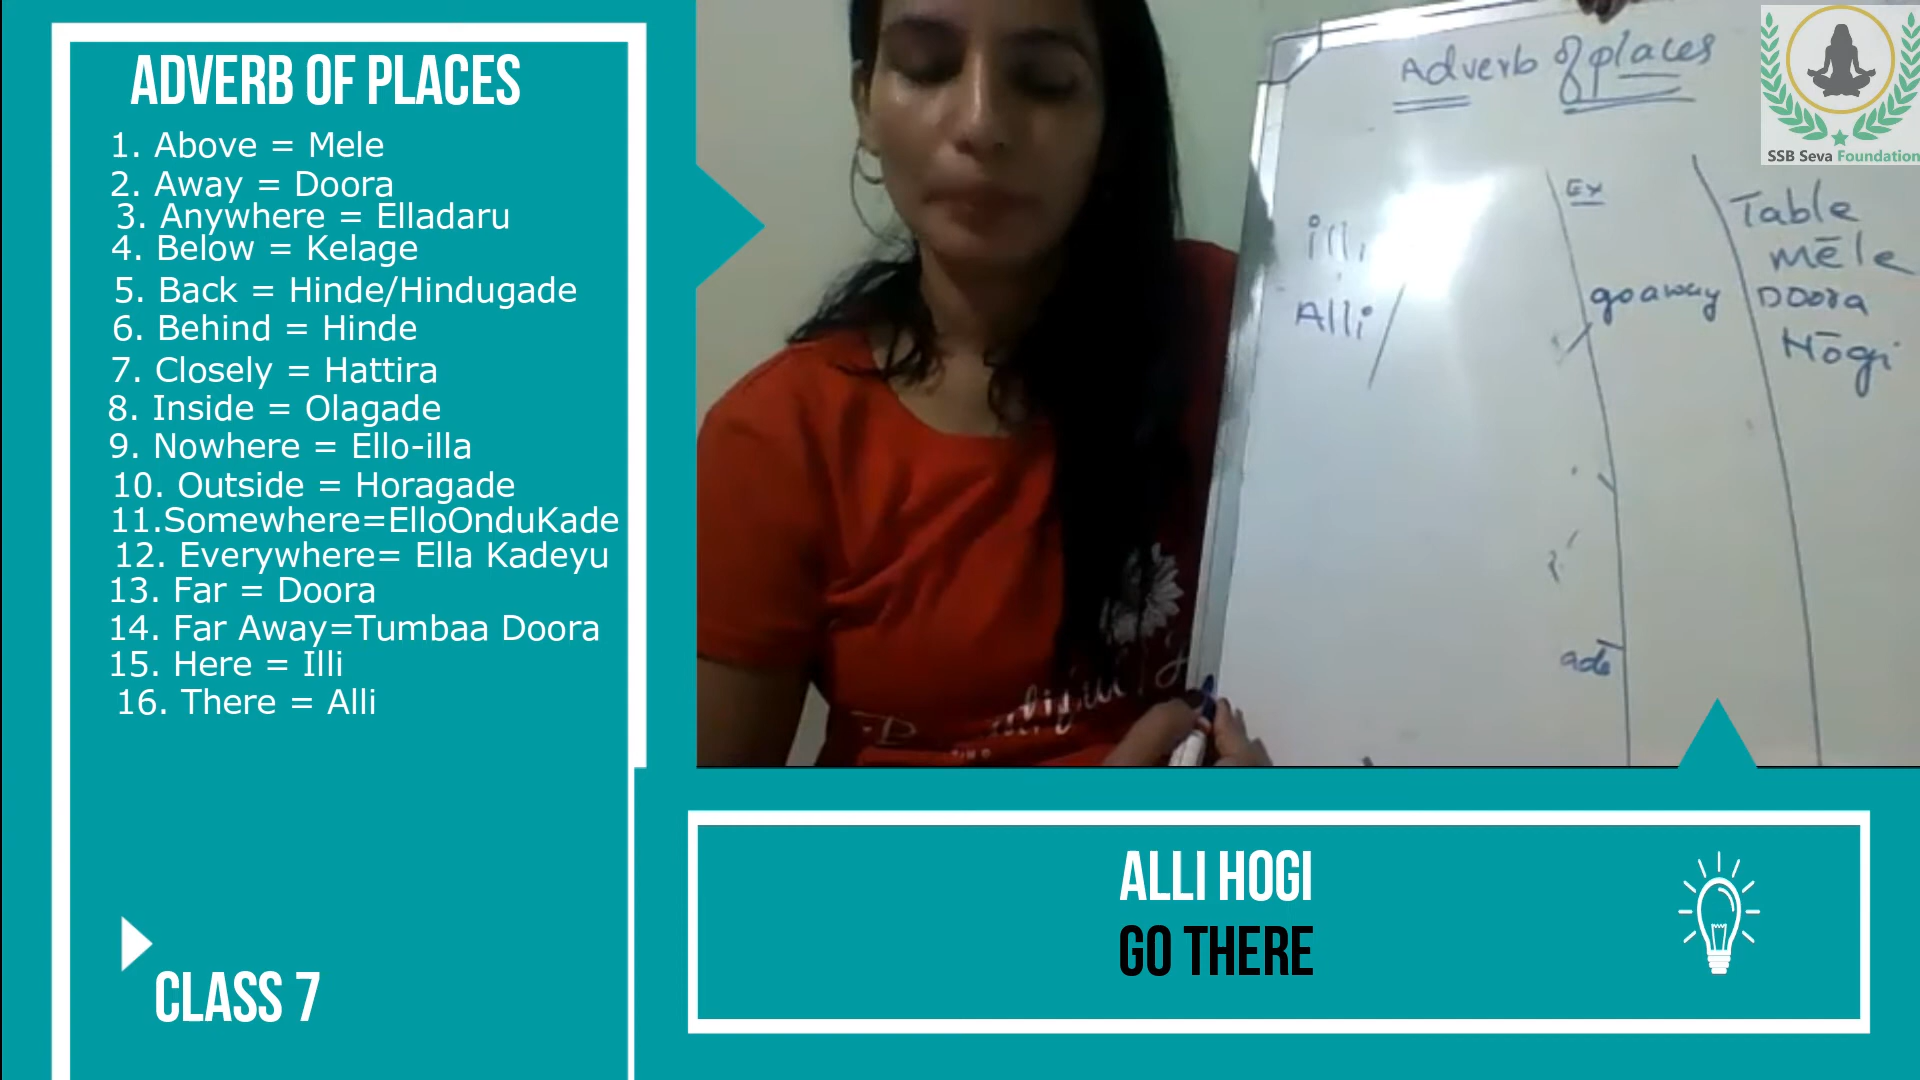 ADVERB OF PLACES
1. Above = Mele
2. Away = Doora
3. Anywhere = Elladaru
4. Below = Kelage
5. Back = Hinde/Hindugade
6. Behind = Hinde
7. Closely = Hattira
8. Inside = Olagade
9. Nowhere = Ello-illa
10. Outside = Horagade
11.Somewhere=ElloOnduKade
12. Everywhere= Ella Kadeyu
13. Far = Doora
14. Far Away=Tumbaa Doora
15. Here = Illi
16. There = Alli
CLASS 7
Adverb of places
Ex
illi
Alli
go away
ade
Table
mēle
Doora
Hōgi
SSB Seva Foundation
ALLI HOGI
GO THERE